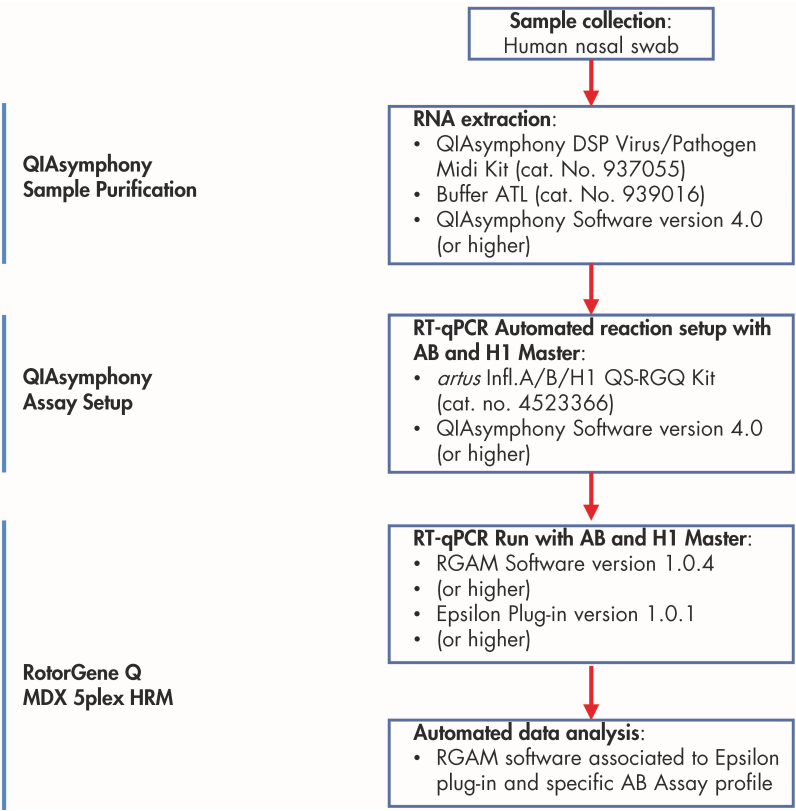 Sample collection:
Human nasal swab
QIAsymphony
Sample Purification
RNA extraction:
• QIAsymphony DSP Virus/Pathogen
Midi Kit (cat. No. 937055)
• Buffer ATL (cat. No. 939016)
• QIAsymphony Software version 4.0
(or higher)
QIAsymphony
Assay Setup
RT-qPCR Automated reaction setup with
AB and H1 Master:
• artus Infl.A/B/H1 QS-RGQ Kit
(cat. no. 4523366)
• QIAsymphony Software version 4.0
(or higher)
RotorGene Q
MDX 5plex HRM
RT-qPCR Run with AB and H1 Master:
• RGAM Software version 1.0.4
• (or higher)
• Epsilon Plug-in version 1.0.1
• (or higher)
Automated data analysis:
• RGAM software associated to Epsilon
plug-in and specific AB Assay profile